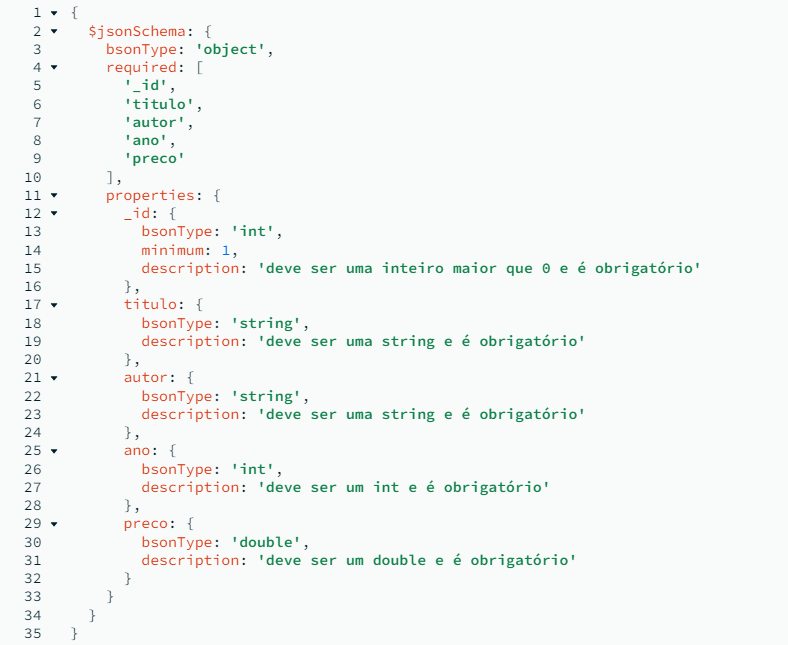 1 {
2 $jsonSchema: {
3 bsonType: 'object',
4 required: [
5 '_id',
6 'titulo',
7 'autor',
8 'ano',
9 'preco'
10 ],
11 properties: {
12 _id: {
13 bsonType: 'int',
14 minimum: 1,
15 description: 'deve ser uma inteiro maior que 0 e é obrigatório'
16 },
17 titulo: {
18 bsonType: 'string',
19 description: 'deve ser uma string e é obrigatório'
20 },
21 autor: {
22 bsonType: 'string',
23 description: 'deve ser uma string e é obrigatório'
24 },
25 ano: {
26 bsonType: 'int',
27 description: 'deve ser um int e é obrigatório'
28 },
29 preco: {
30 bsonType: 'double',
31 description: 'deve ser um double e é obrigatório'
32 }
33 }
34 }
35 }